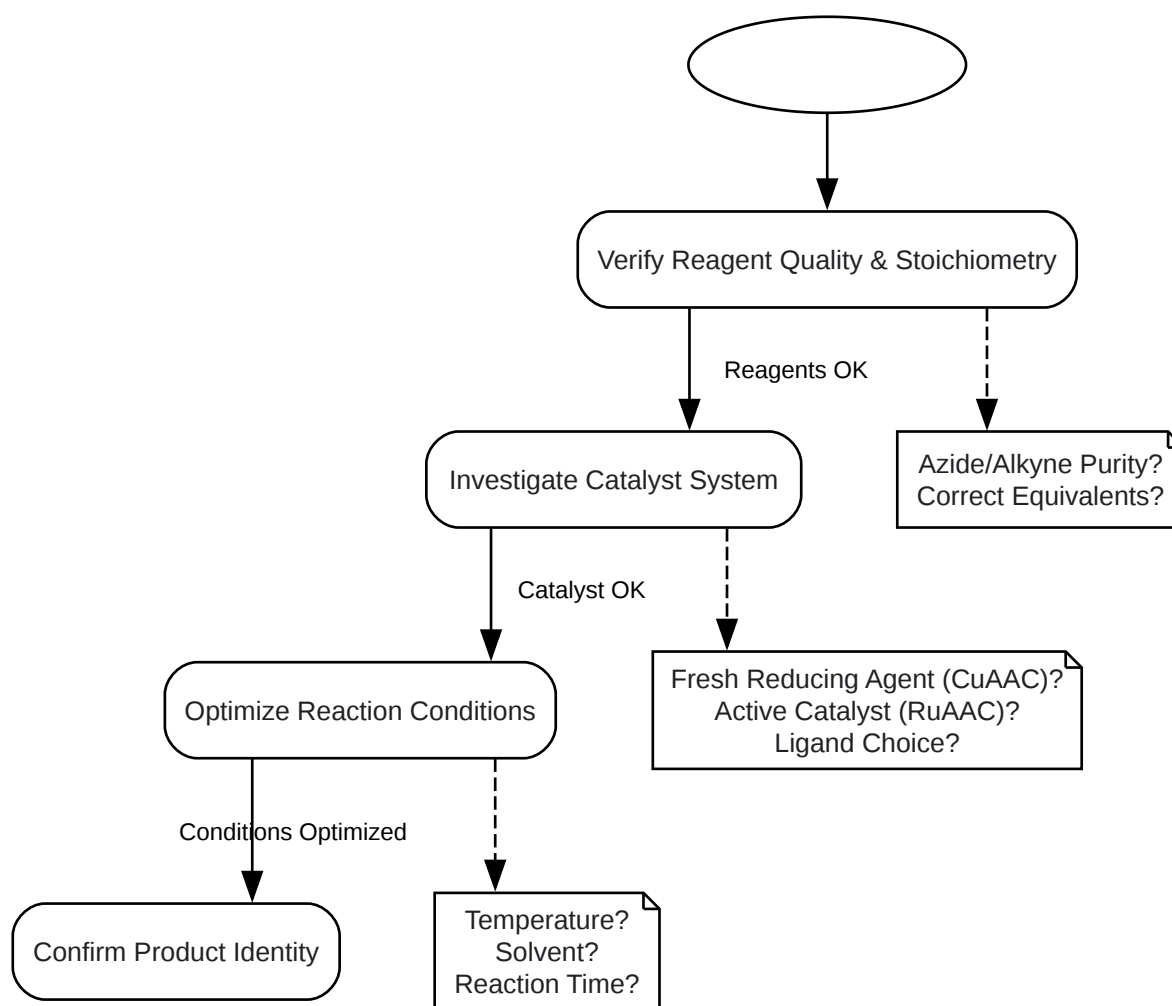 Verify Reagent Quality & Stoichiometry
Reagents OK
Azide/Alkyne Purity?
Correct Equivalents?
Investigate Catalyst System
Catalyst OK
Fresh Reducing Agent (CuAAC)?
Active Catalyst (RuAAC)?
Ligand Choice?
Optimize Reaction Conditions
Conditions Optimized
Temperature?
Solvent?
Reaction Time?
Confirm Product Identity